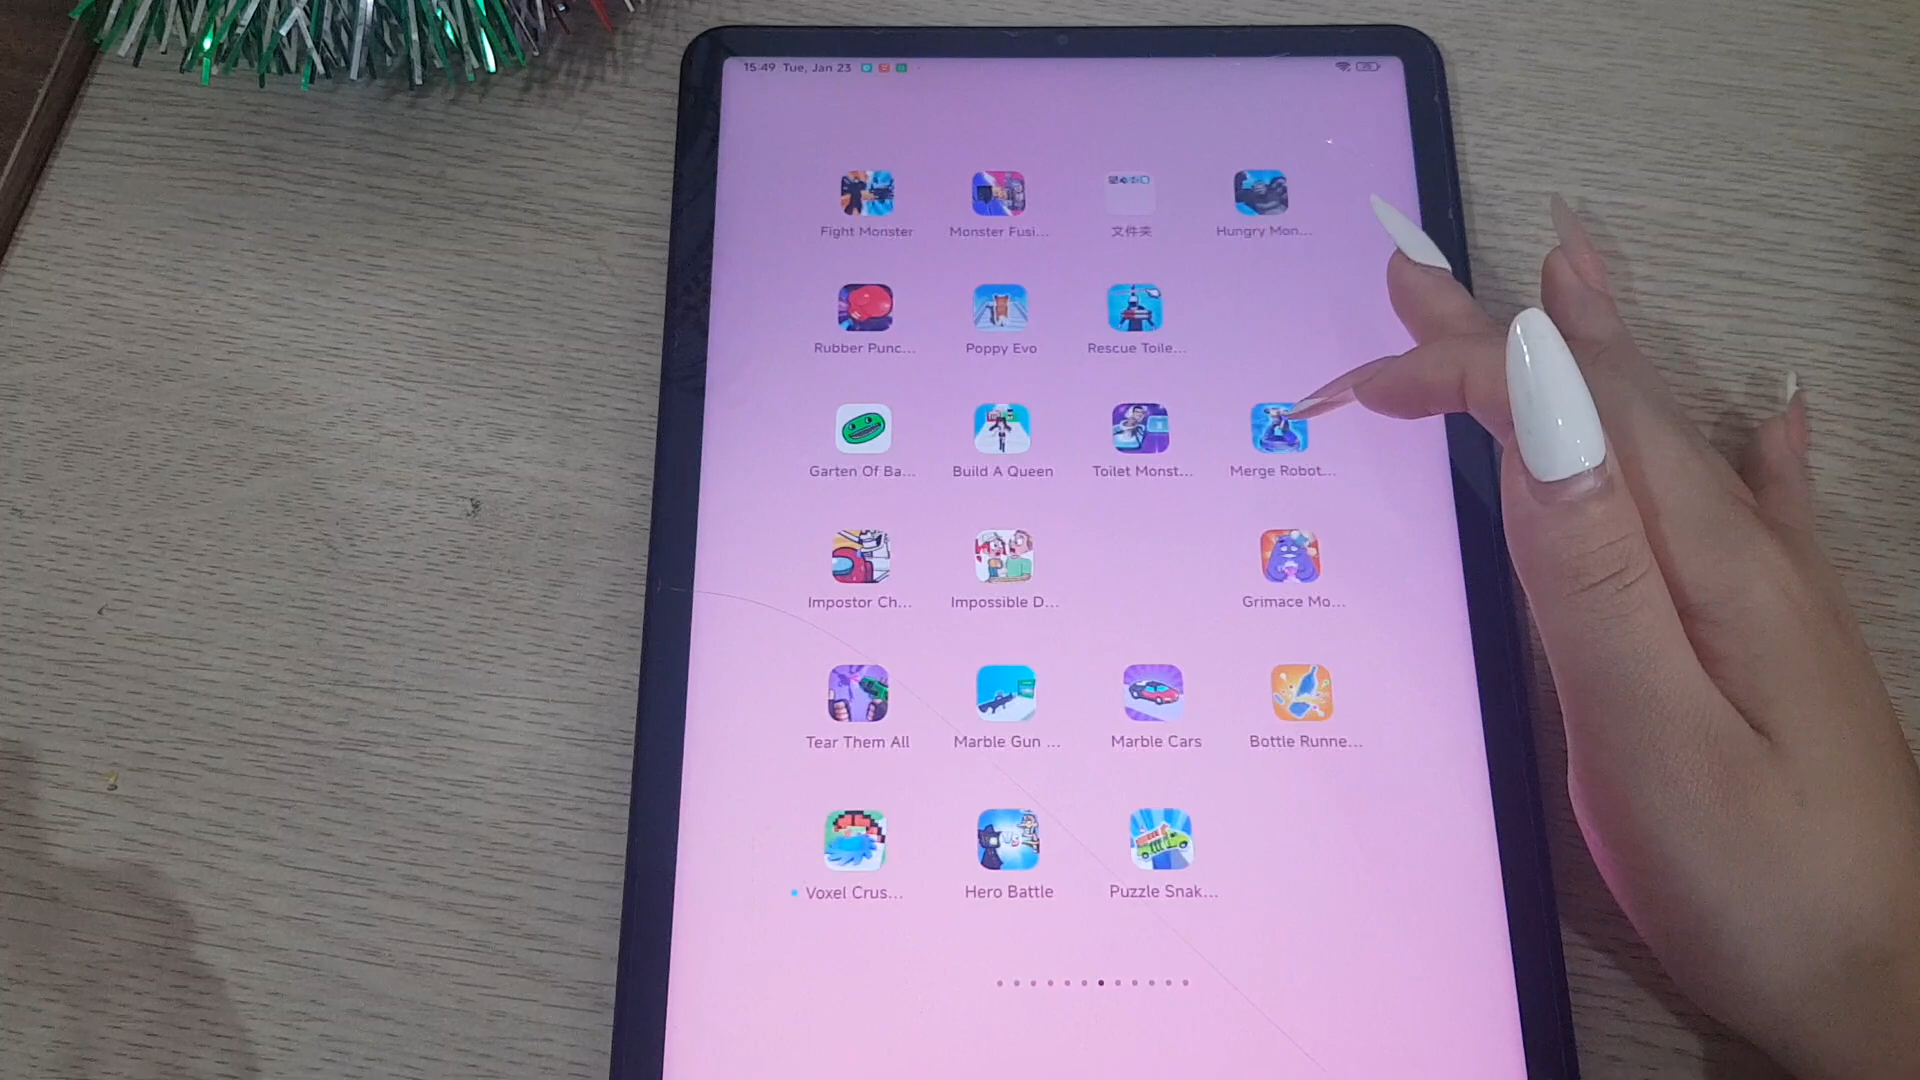 15:49 Tue, Jan 23
Fight Monster
Monster Fusi...
文件夹
Hungry Mon...
Rubber Punc...
Poppy Evo
Rescue Toile...
Garten Of Ba...
Build A Queen
Toilet Monst...
Merge Robot...
Impostor Ch...
Impossible D...
Grimace Mo...
Tear Them All
Marble Gun ...
Marble Cars
Bottle Runne...
Voxel Crus...
Hero Battle
Puzzle Snak...